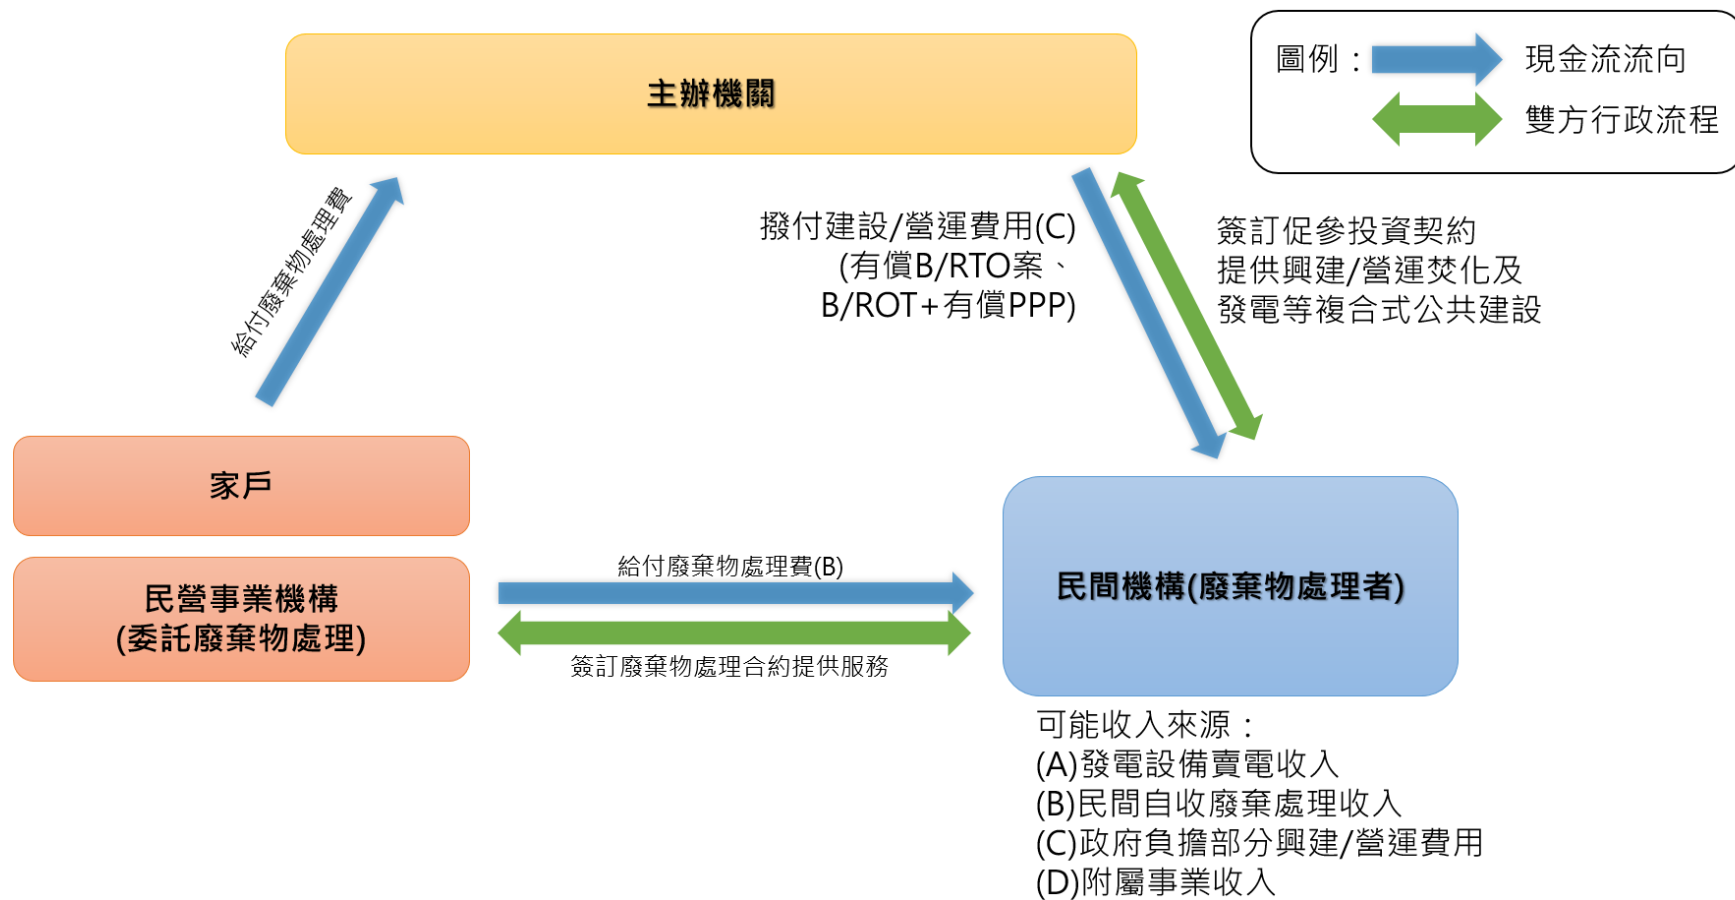 主辦機關
圖例：
現金流流向
雙方行政流程
給付廢棄物處理費
撥付建設/營運費用(C)
(有償B/RTO案、
B/ROT+有償PPP)
簽訂促參投資契約
提供興建/營運焚化及
發電等複合式公共建設
家戶
民營事業機構
(委託廢棄物處理)
給付廢棄物處理費(B)
簽訂廢棄物處理合約提供服務
民間機構(廢棄物處理者)
可能收入來源：
(A)發電設備賣電收入
(B)民間自收廢棄處理收入
(C)政府負擔部分興建/營運費用
(D)附屬事業收入